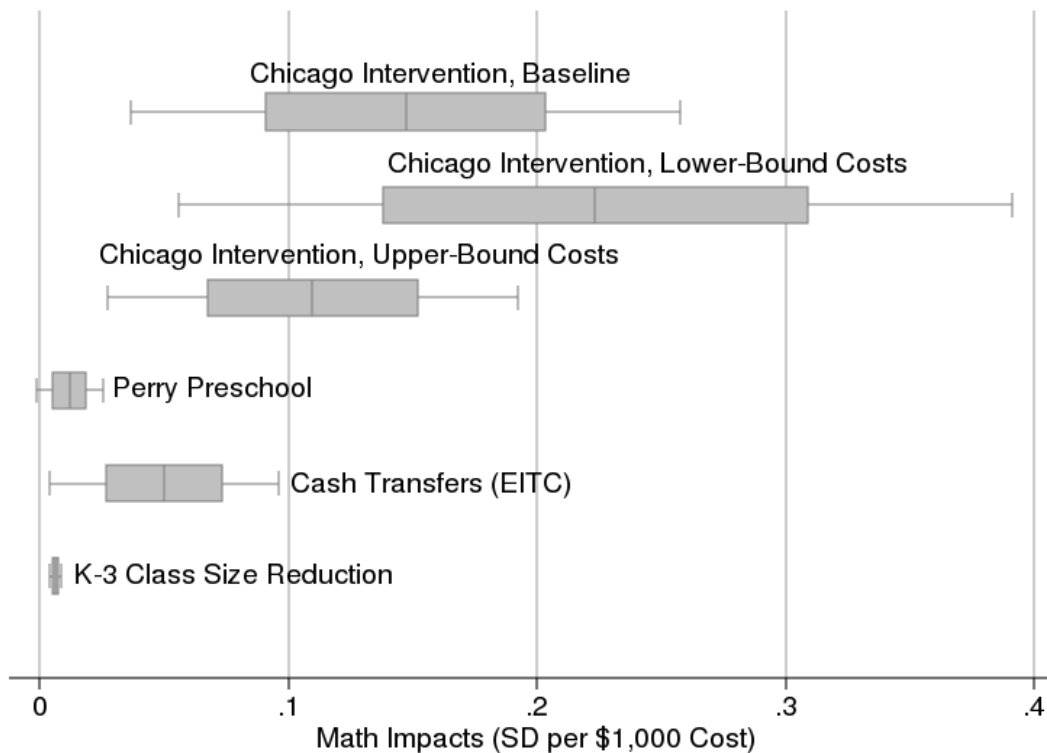 Chicago Intervention, Baseline
Chicago Intervention, Lower-Bound Costs
Chicago Intervention, Upper-Bound Costs
Perry Preschool
Cash Transfers (EITC)
K-3 Class Size Reduction
0 .1 .2 .3 .4
Math Impacts (SD per $1,000 Cost)